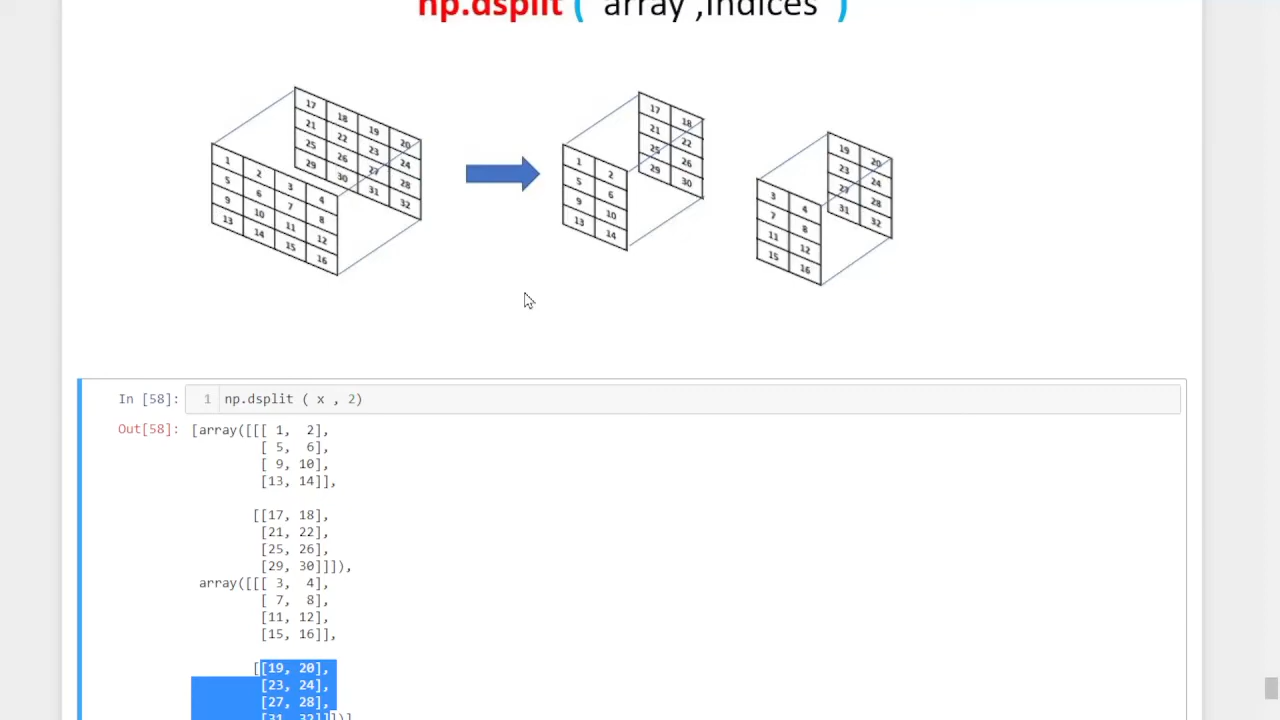 np.dsplit ( array ,indices )
17 18 19 20
21 22 23 24
25 26 27 28
29 30 31 32
1 2 3 4
5 6 7 8
9 10 11 12
13 14 15 16
17 18
21 22
25 26
29 30
1 2
5 6
9 10
13 14
19 20
23 24
27 28
31 32
3 4
7 8
11 12
15 16
In [58]: 1 np.dsplit ( x , 2)
Out[58]: [array([[[ 1, 2],
[ 5, 6],
[ 9, 10],
[13, 14]],
[[17, 18],
[21, 22],
[25, 26],
[29, 30]]]),
array([[[ 3, 4],
[ 7, 8],
[11, 12],
[15, 16]],
[[19, 20],
[23, 24],
[27, 28],
[31, 32]]])]